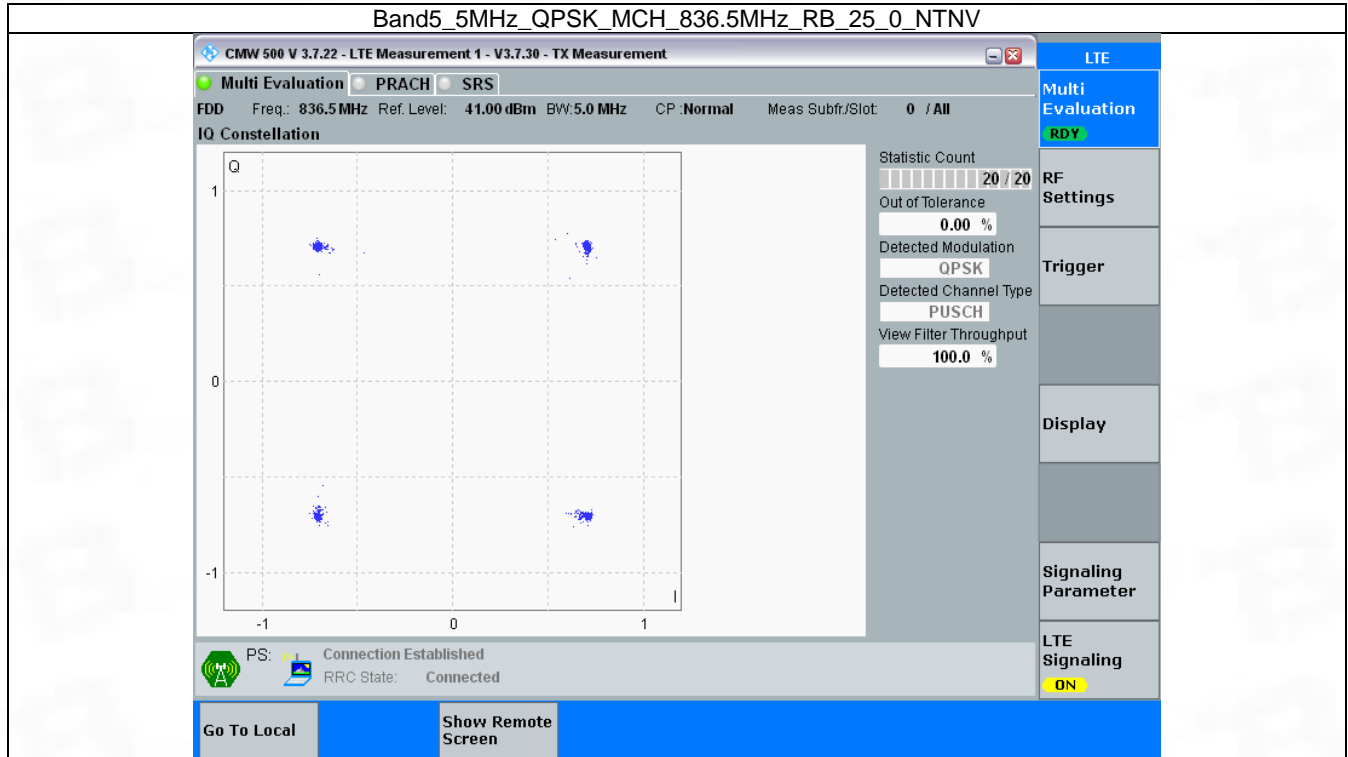 Band5_5MHz_QPSK_MCH_836.5MHz_RB_25_0_NTNV
CMW 500 V 3.7.22 - LTE Measurement 1 - V3.7.30 - TX Measurement
LTE
Multi Evaluation PRACH SRS
Multi
Evaluation
RDY
FDD Freq.: 836.5 MHz Ref. Level: 41.00 dBm BW:5.0 MHz CP :Normal Meas Subfr./Slot: 0 / All
IQ Constellation
Q
1
0
-1
I
-1 0 1
Statistic Count
20 / 20
Out of Tolerance
0.00 %
Detected Modulation
QPSK
Detected Channel Type
PUSCH
View Filter Throughput
100.0 %
RF
Settings
Trigger
Display
Signaling
Parameter
LTE
Signaling
ON
PS: Connection Established
RRC State: Connected
Go To Local
Show Remote
Screen